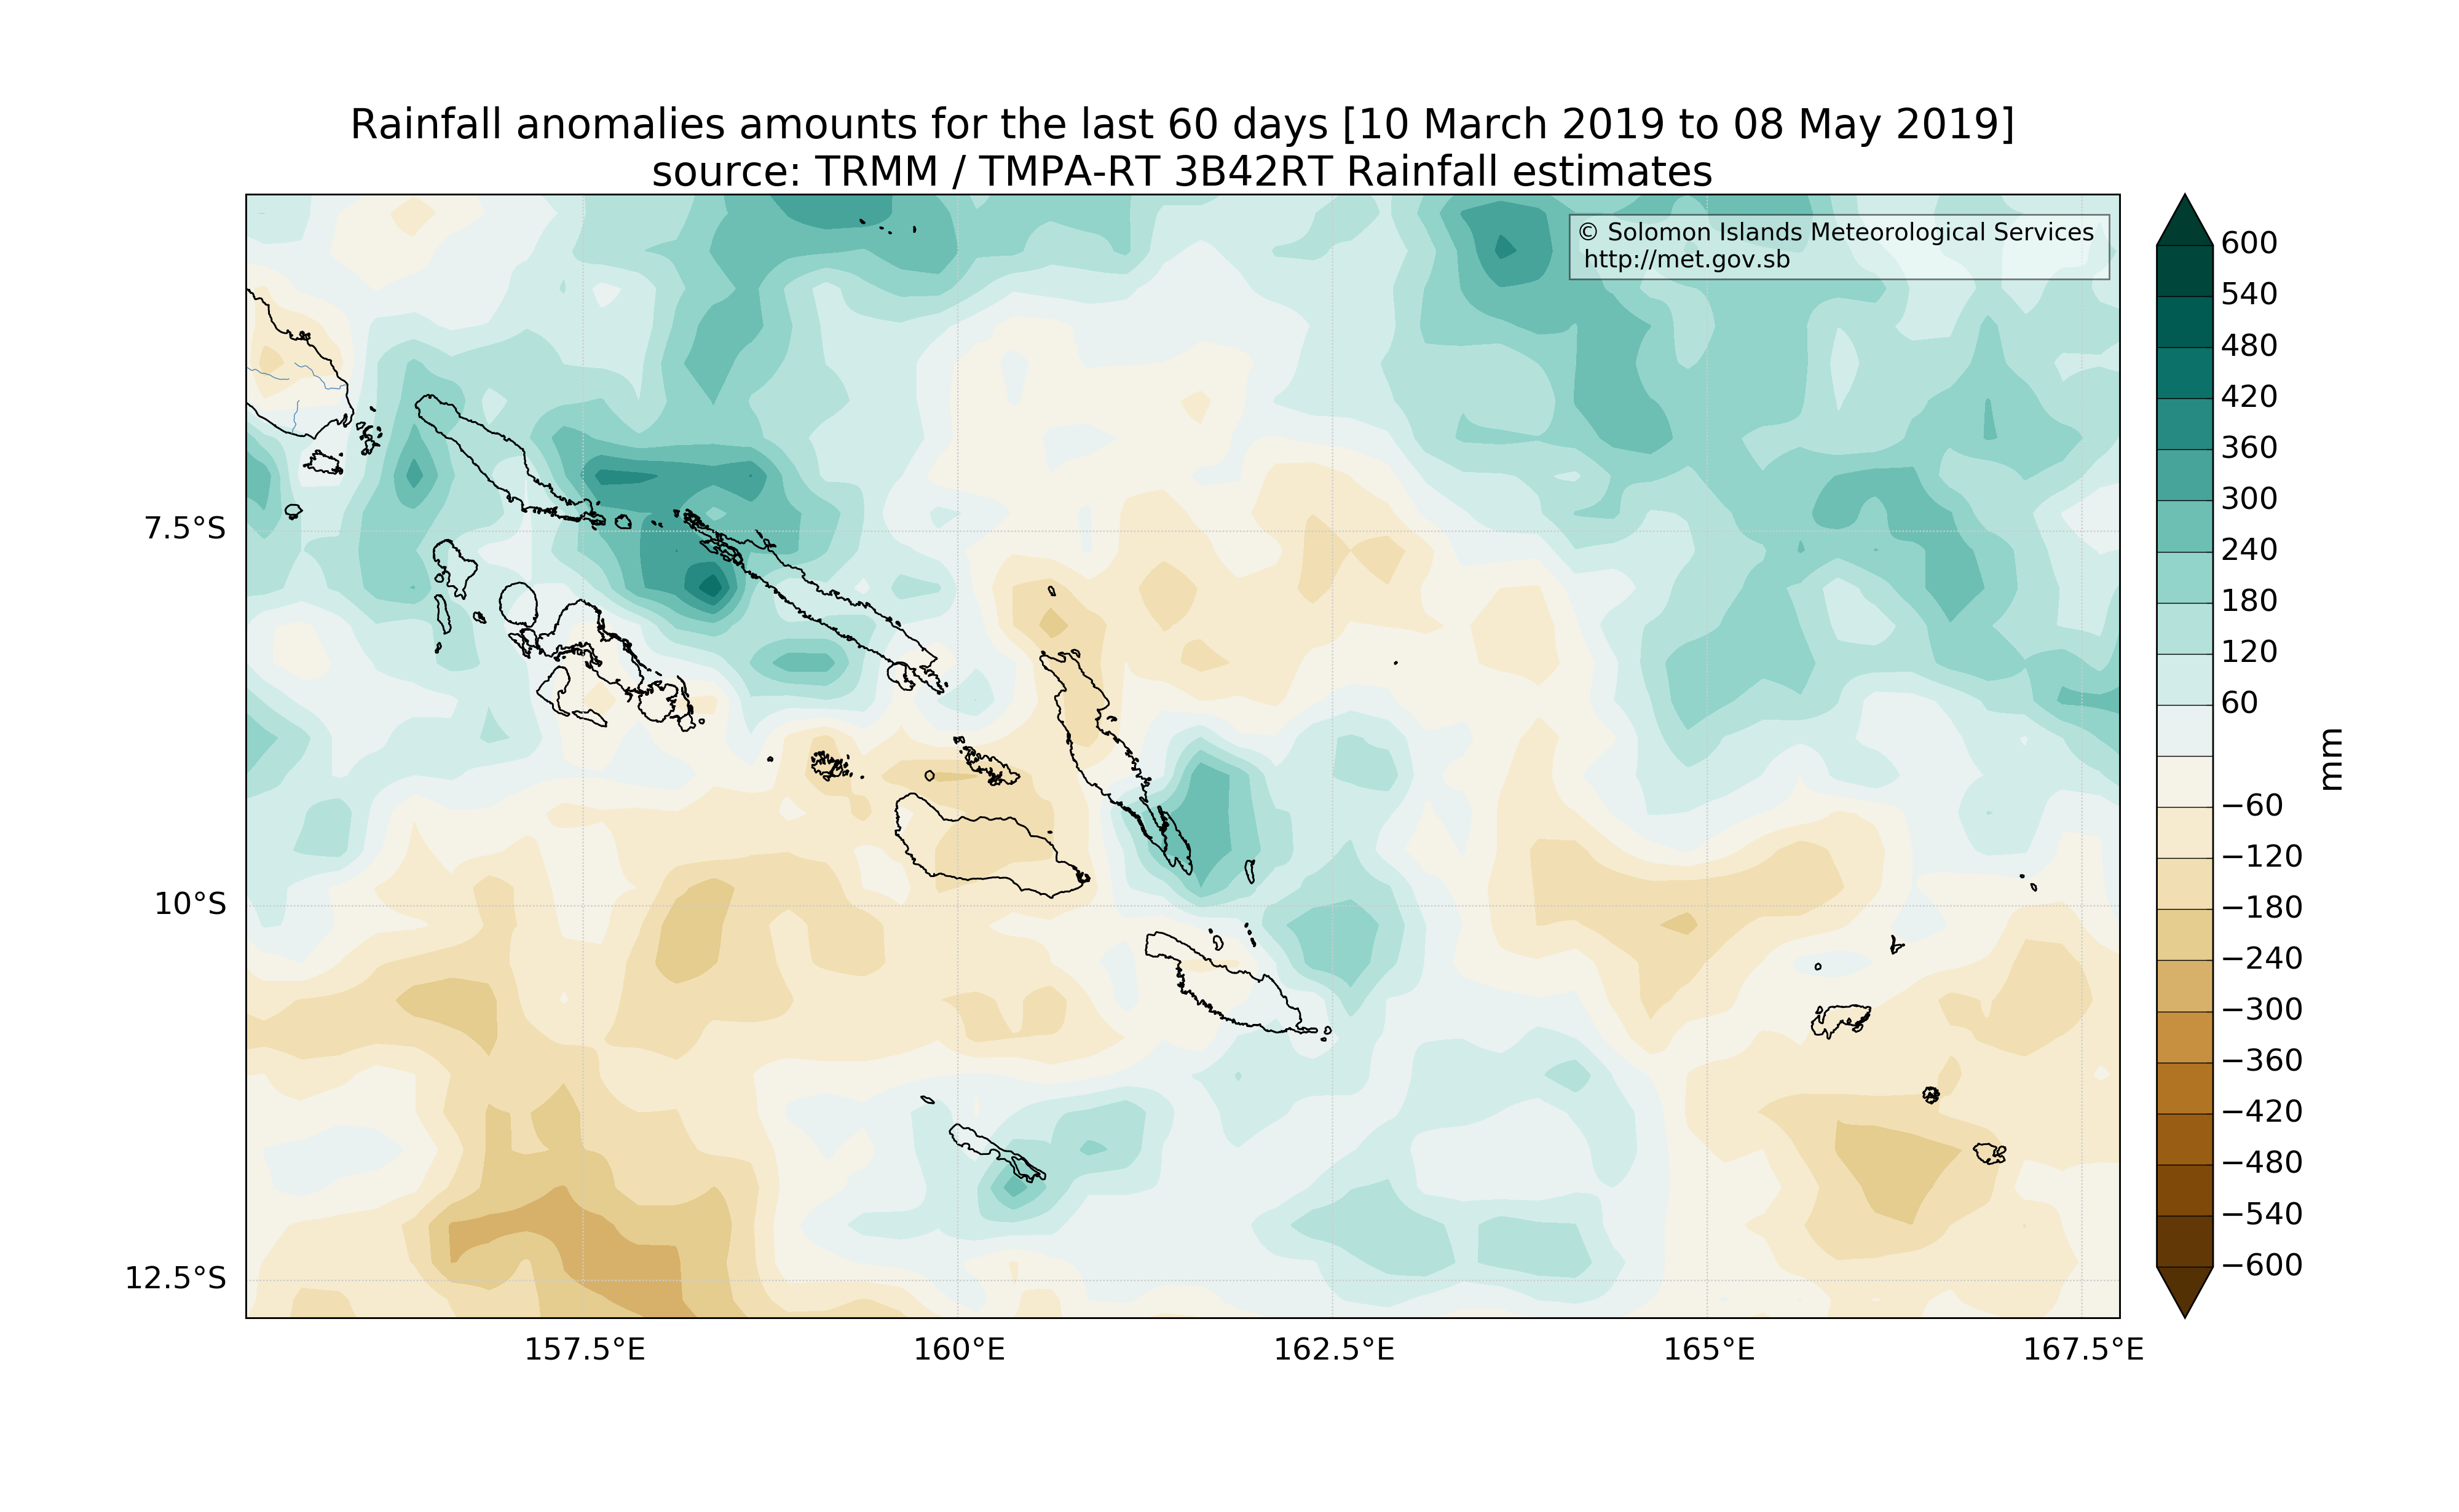 Rainfall anomalies amounts for the last 60 days [10 March 2019 to 08 May 2019]
source: TRMM / TMPA-RT 3B42RT Rainfall estimates
© Solomon Islands Meteorological Services
http://met.gov.sb
7.5°S
10°S
12.5°S
157.5°E
160°E
162.5°E
165°E
167.5°E
600
540
480
420
360
300
240
180
120
60
−60
−120
−180
−240
−300
−360
−420
−480
−540
−600
mm